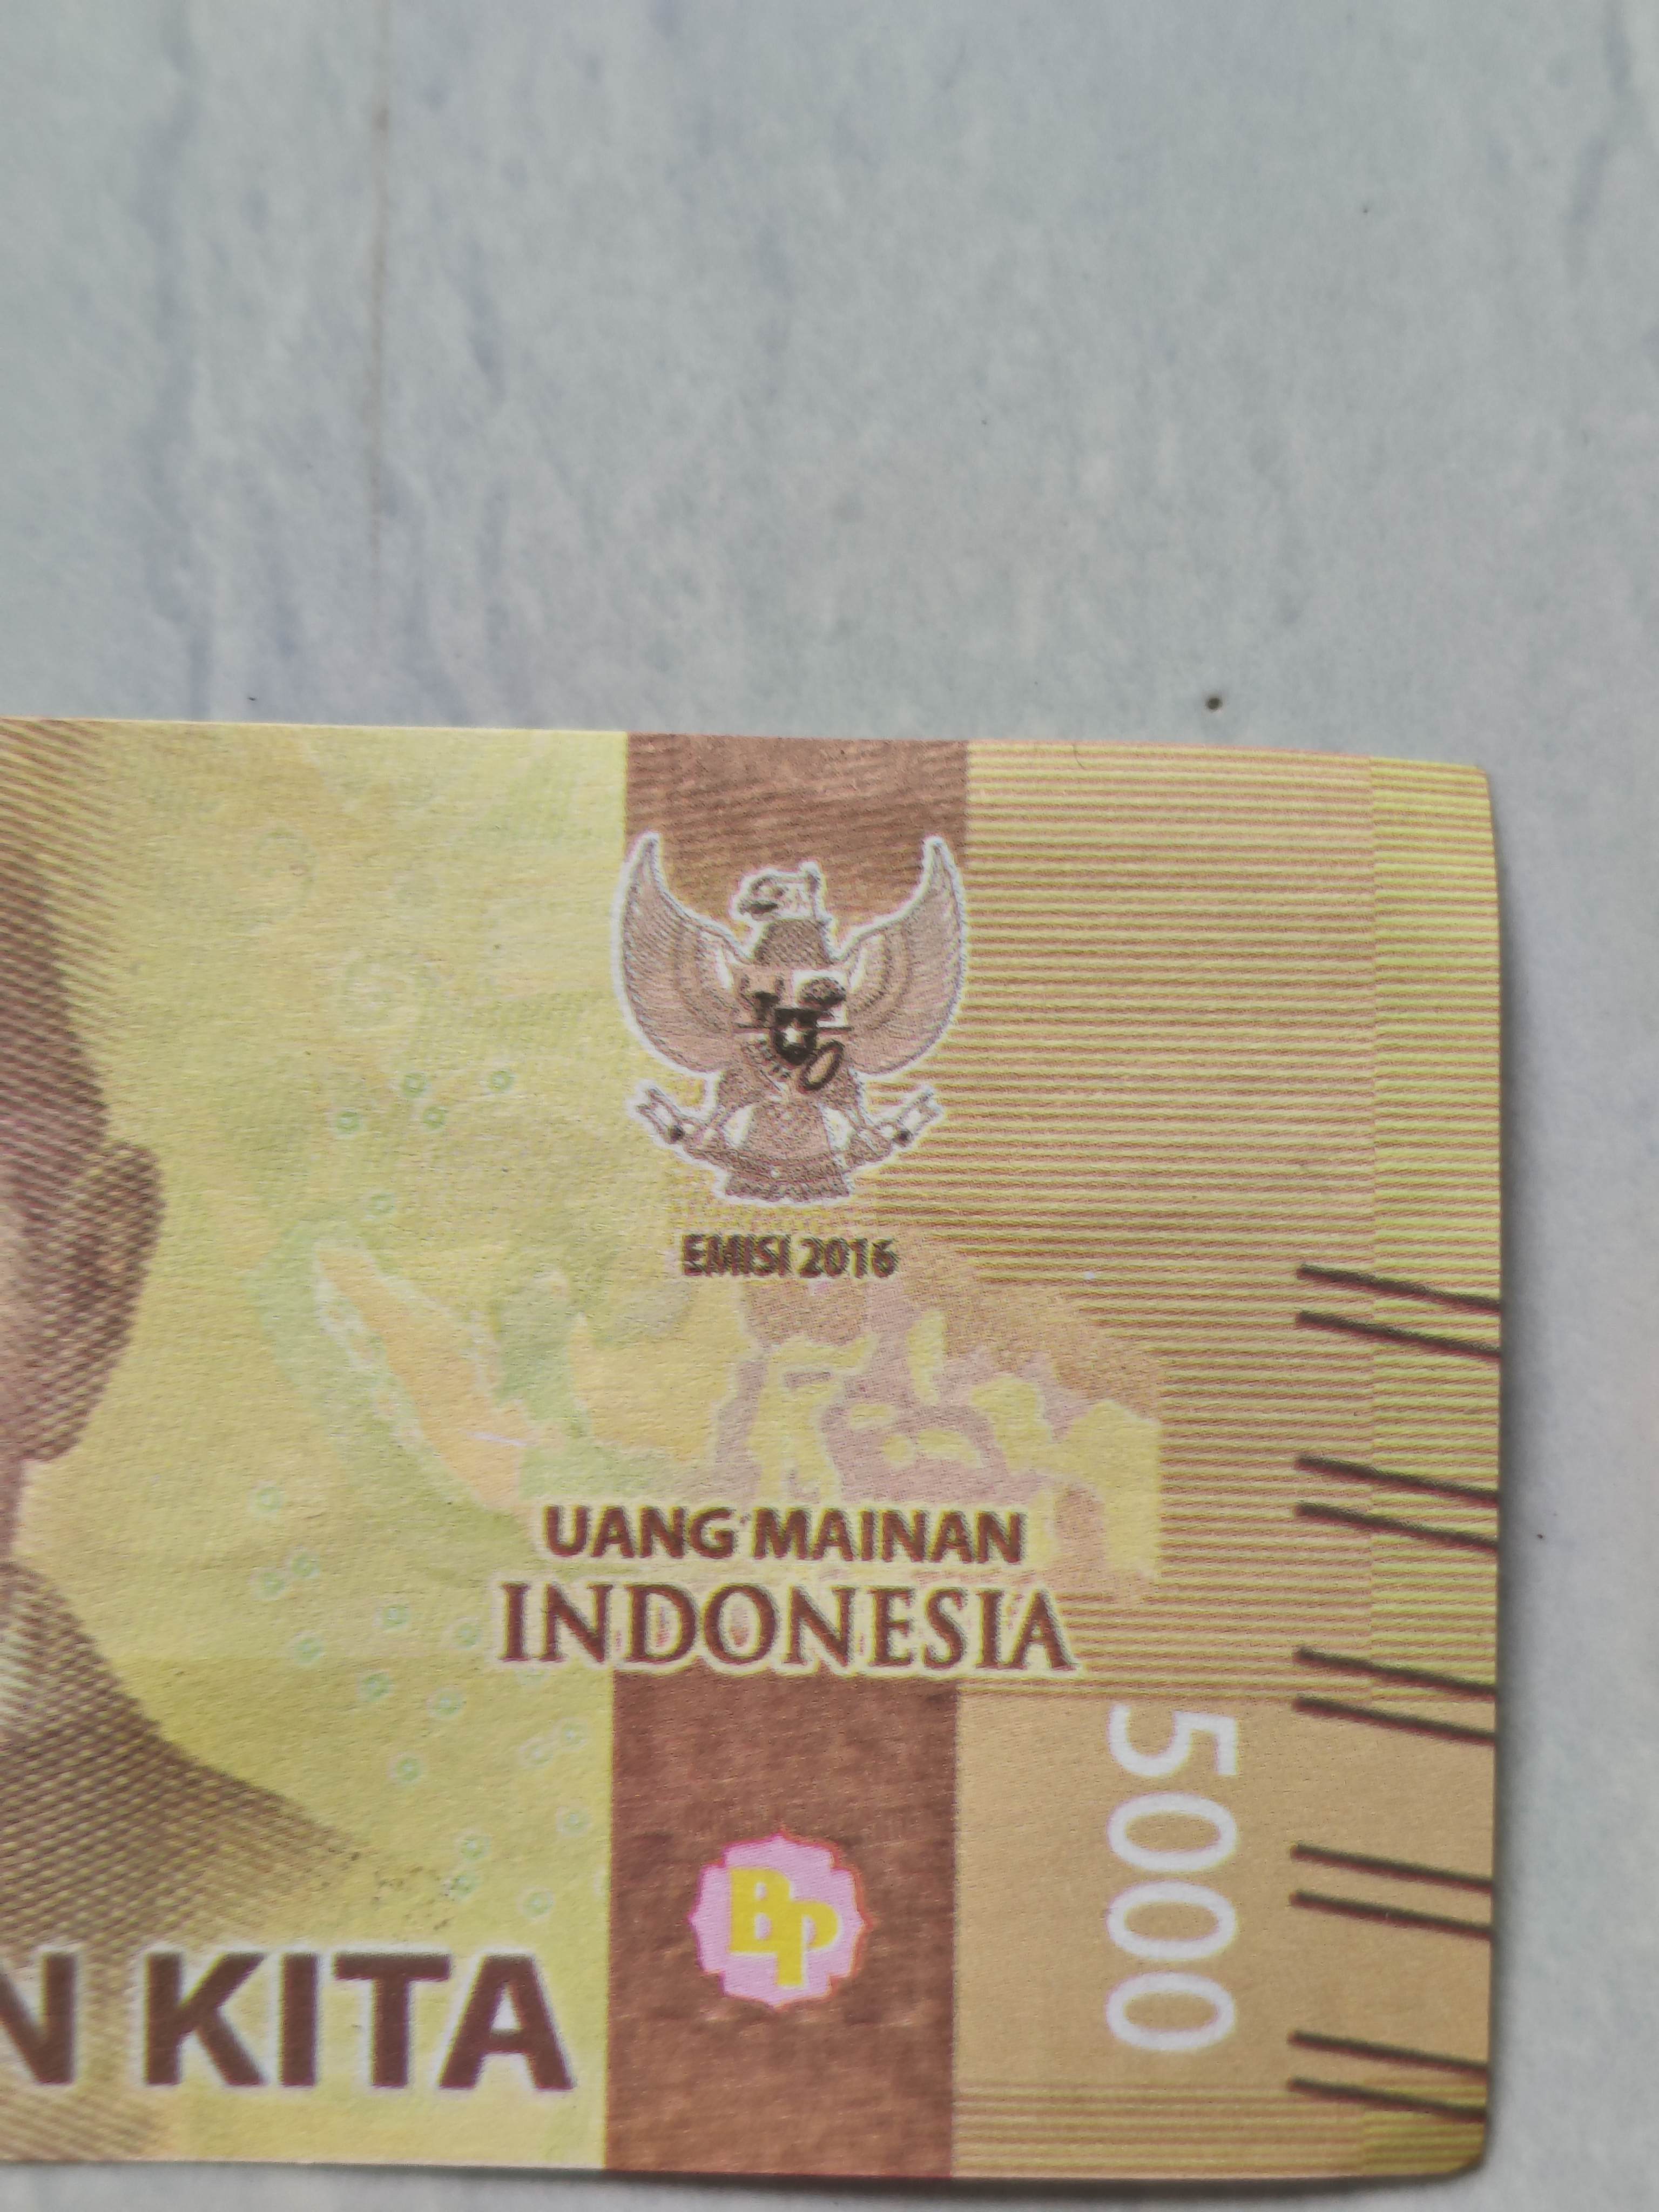 EMISI 2016
UANG MAINAN
INDONESIA
5000
BP
N KITA